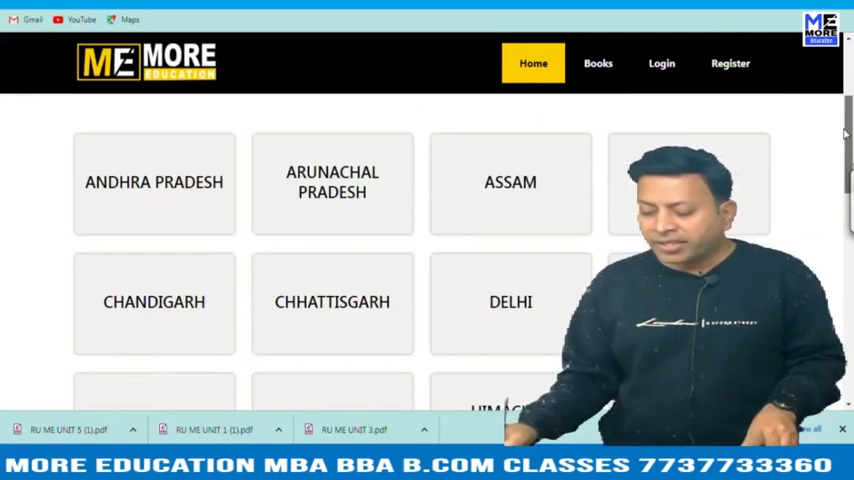 Gmail YouTube Maps
ME MORE Education
ME MORE EDUCATION
Home Books Login Register
ANDHRA PRADESH
ARUNACHAL PRADESH
ASSAM
CHANDIGARH
CHHATTISGARH
DELHI
RU ME UNIT 5 (1).pdf
RU ME UNIT 1 (1).pdf
RU ME UNIT 3.pdf
all
MORE EDUCATION MBA BBA B.COM CLASSES 7737733360